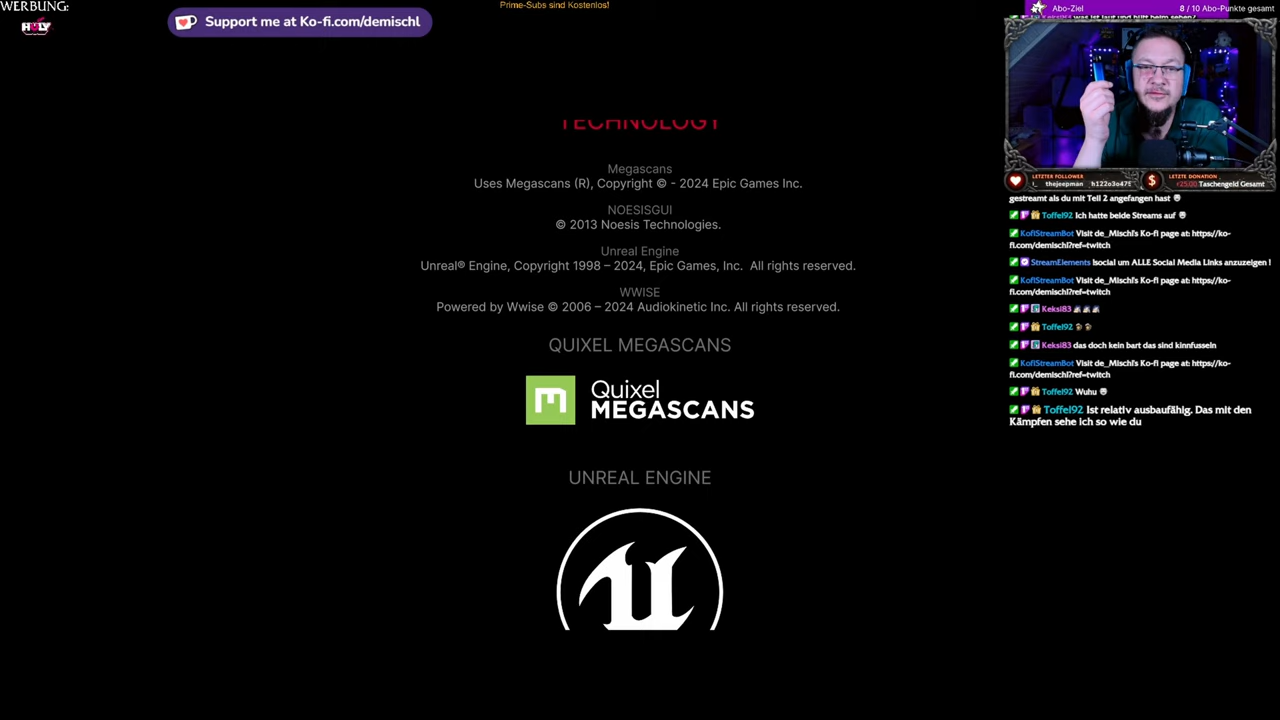 WERBUNG:
HOLY
Support me at Ko-fi.com/demischl
Prime-Subs sind Kostenlos!
Abo-Ziel
8 / 10 Abo-Punkte gesamt
LETZTER FOLLOWER
thejeepman h122o3o475
LETZTE DONATION
r25.00 Taschengeld Gesamt
TECHNOLOGY
Megascans
Uses Megascans (R), Copyright © - 2024 Epic Games Inc.
NOESISGUI
© 2013 Noesis Technologies.
Unreal Engine
Unreal® Engine, Copyright 1998 – 2024, Epic Games, Inc. All rights reserved.
WWISE
Powered by Wwise © 2006 – 2024 Audiokinetic Inc. All rights reserved.
QUIXEL MEGASCANS
Quixel
MEGASCANS
UNREAL ENGINE
gestreamt als du mit Teil 2 angefangen hast
Toffel92 Ich hatte beide Streams auf
KofiStreamBot Visit de_Mischl's Ko-fi page at: https://ko-
fi.com/demischl?ref=twitch
StreamElements !social um ALLE Social Media Links anzuzeigen !
KofiStreamBot Visit de_Mischl's Ko-fi page at: https://ko-
fi.com/demischl?ref=twitch
Keksi83
Toffel92
Keksi83 das doch kein bart das sind kinnfusseln
KofiStreamBot Visit de_Mischl's Ko-fi page at: https://ko-
fi.com/demischl?ref=twitch
Toffel92 Wuhu
Toffel92 Ist relativ ausbaufähig. Das mit den
Kämpfen sehe ich so wie du